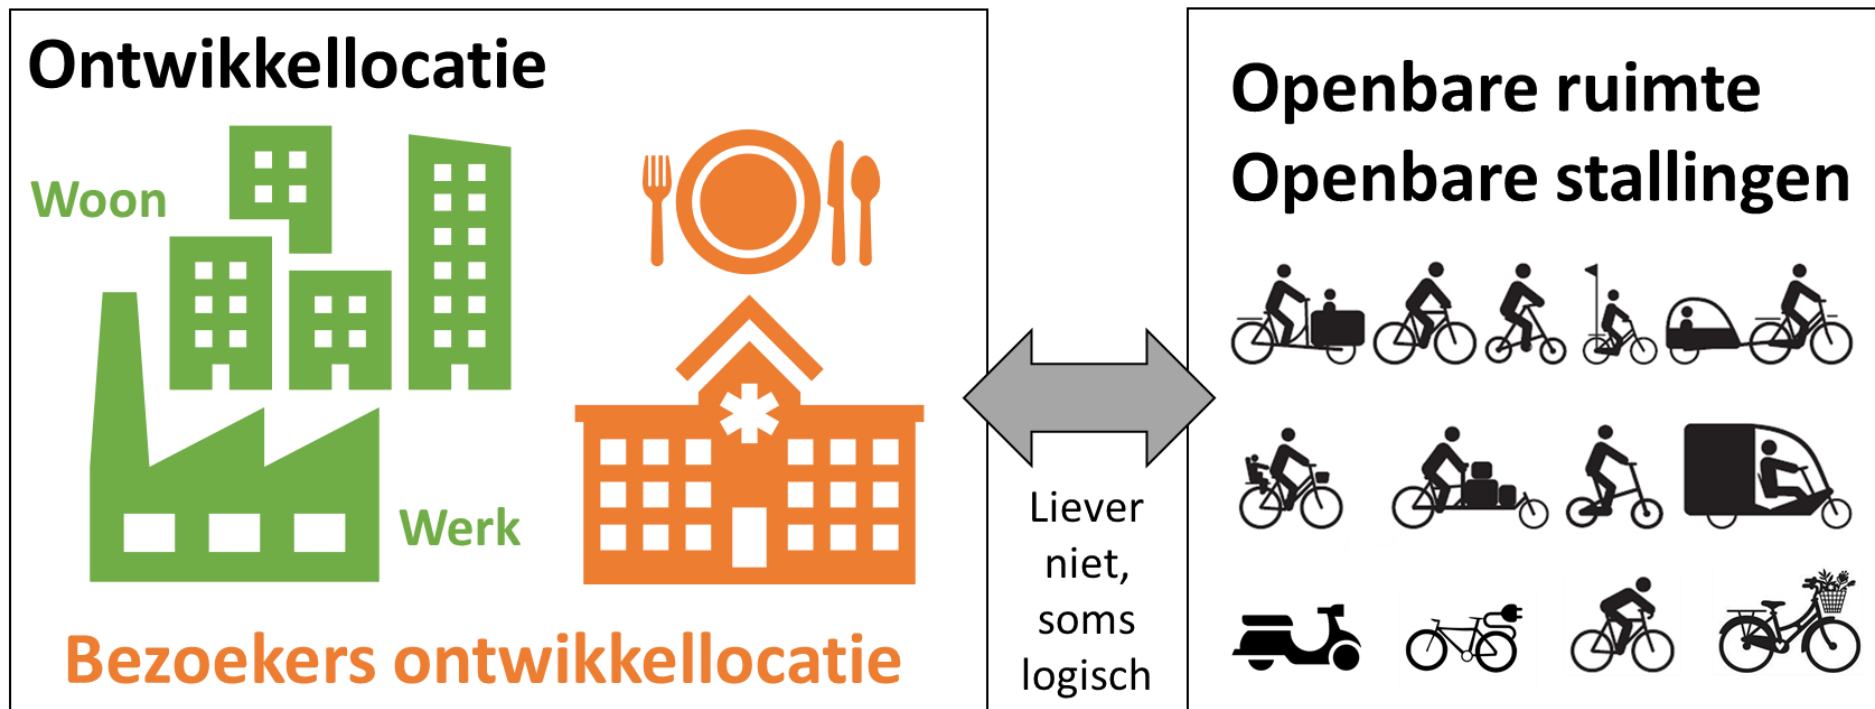 Ontwikkellocatie
Woon
Werk
Bezoekers ontwikkellocatie
Liever
niet,
soms
logisch
Openbare ruimte
Openbare stallingen